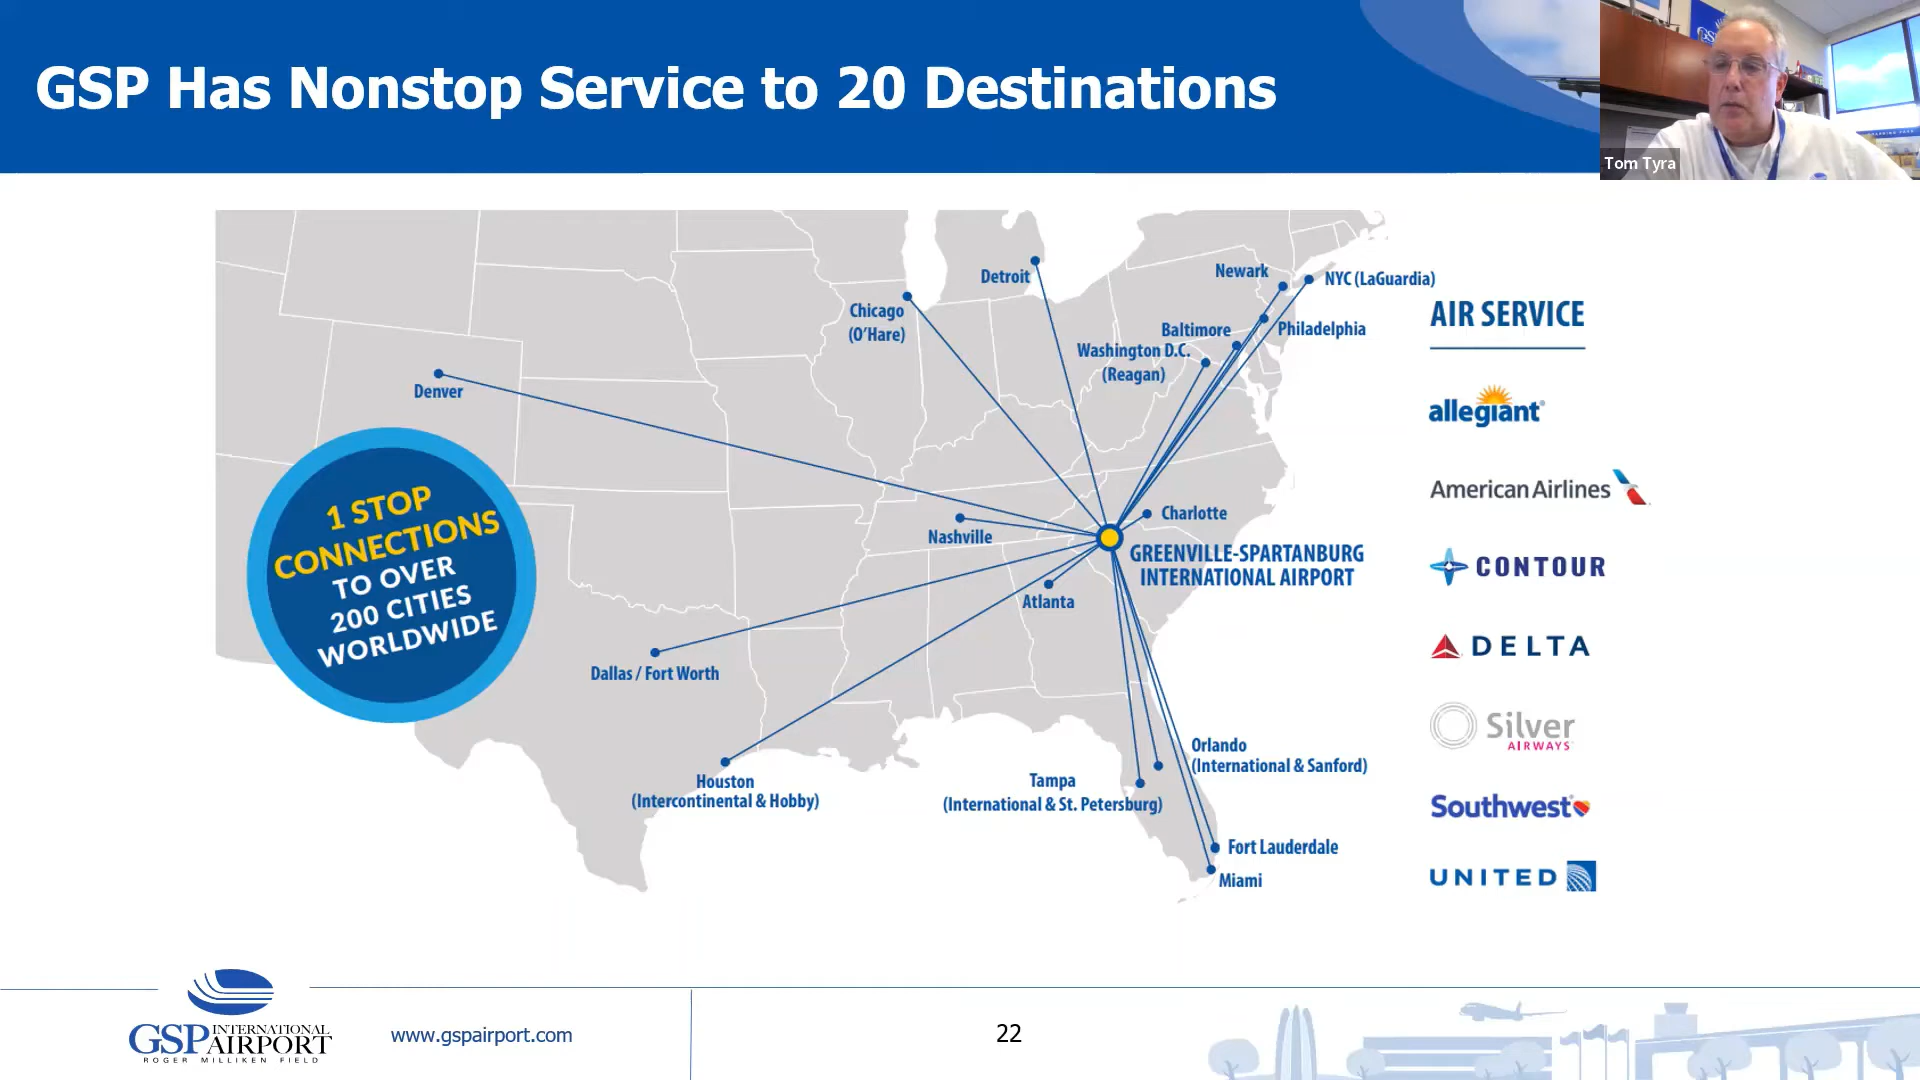 GSP Has Nonstop Service to 20 Destinations
Tom Tyra
Detroit
Newark
NYC (LaGuardia)
Chicago
(O'Hare)
Baltimore
Philadelphia
Washington D.C.
(Reagan)
Denver
Nashville
Charlotte
GREENVILLE-SPARTANBURG
INTERNATIONAL AIRPORT
Atlanta
Dallas / Fort Worth
Houston
(Intercontinental & Hobby)
Tampa
(International & St. Petersburg)
Orlando
(International & Sanford)
Fort Lauderdale
Miami
1 STOP
CONNECTIONS
TO OVER
200 CITIES
WORLDWIDE
AIR SERVICE
allegiant
American Airlines
CONTOUR
DELTA
Silver
AIRWAYS
Southwest
UNITED
GSP INTERNATIONAL
AIRPORT
ROGER MILLIKEN FIELD
www.gspairport.com
22